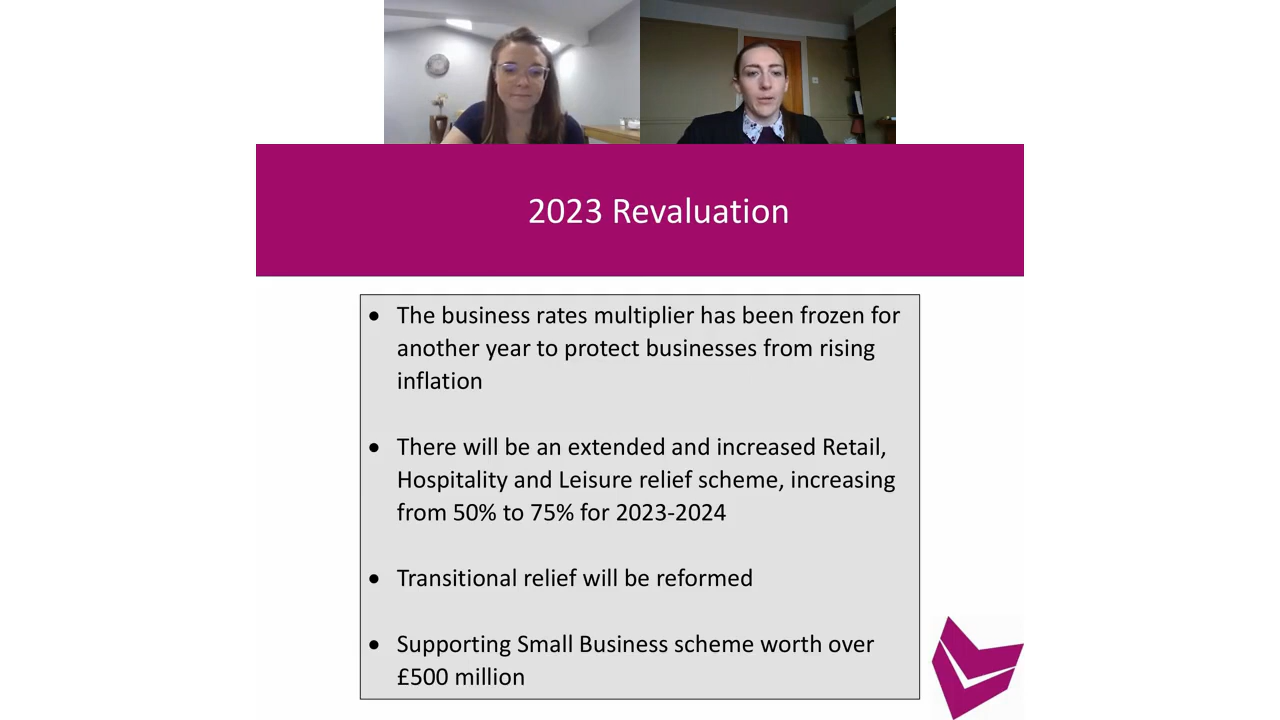 2023 Revaluation
• The business rates multiplier has been frozen for
another year to protect businesses from rising
inflation
• There will be an extended and increased Retail,
Hospitality and Leisure relief scheme, increasing
from 50% to 75% for 2023-2024
• Transitional relief will be reformed
• Supporting Small Business scheme worth over
£500 million